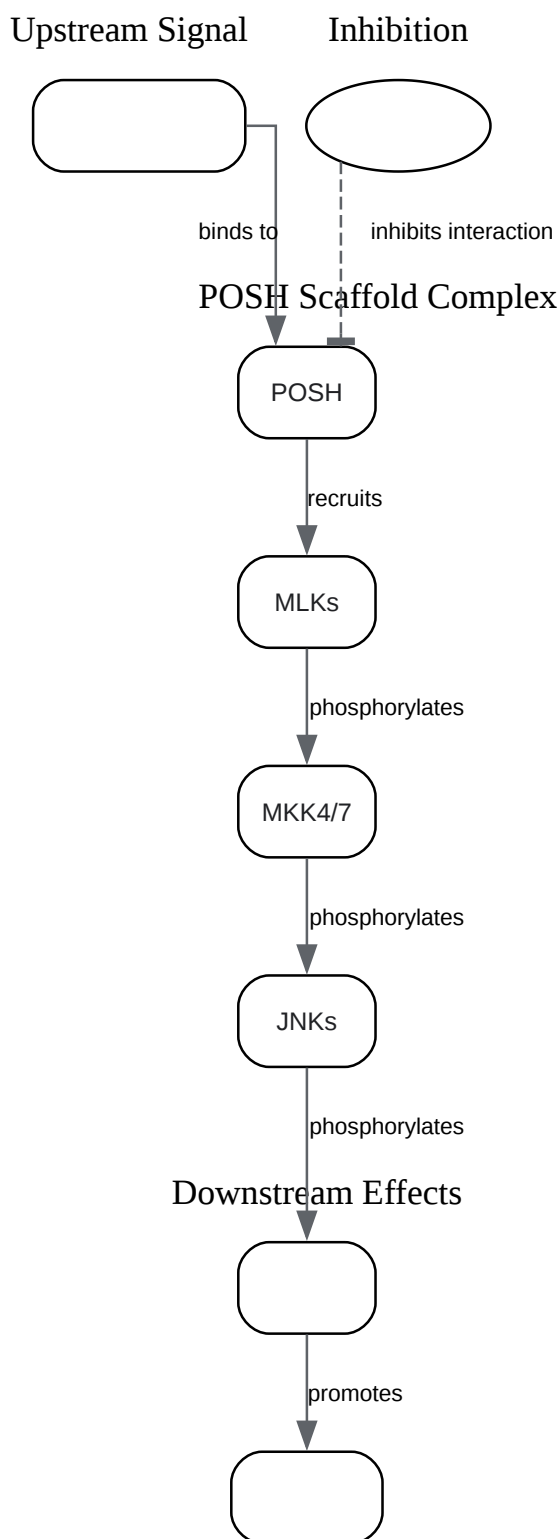 Upstream Signal
Inhibition
binds to
inhibits interaction
POSH Scaffold Complex
POSH
recruits
MLKs
phosphorylates
MKK4/7
phosphorylates
JNKs
phosphorylates
Downstream Effects
promotes